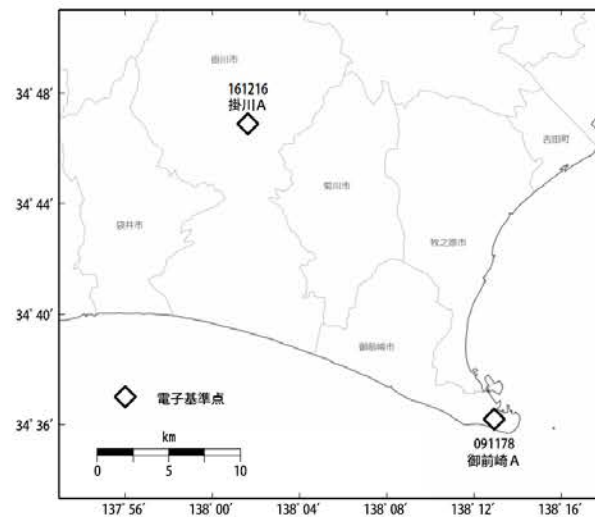 掛川市
34˚ 48'
161216
掛川A
吉田町
菊川市
34˚ 44'
袋井市
牧之原市
34˚ 40'
御前崎市
電子基準点
34˚ 36'
km
0 5 10
091178
御前崎A
137˚ 56' 138˚ 00' 138˚ 04' 138˚ 08' 138˚ 12' 138˚ 16'